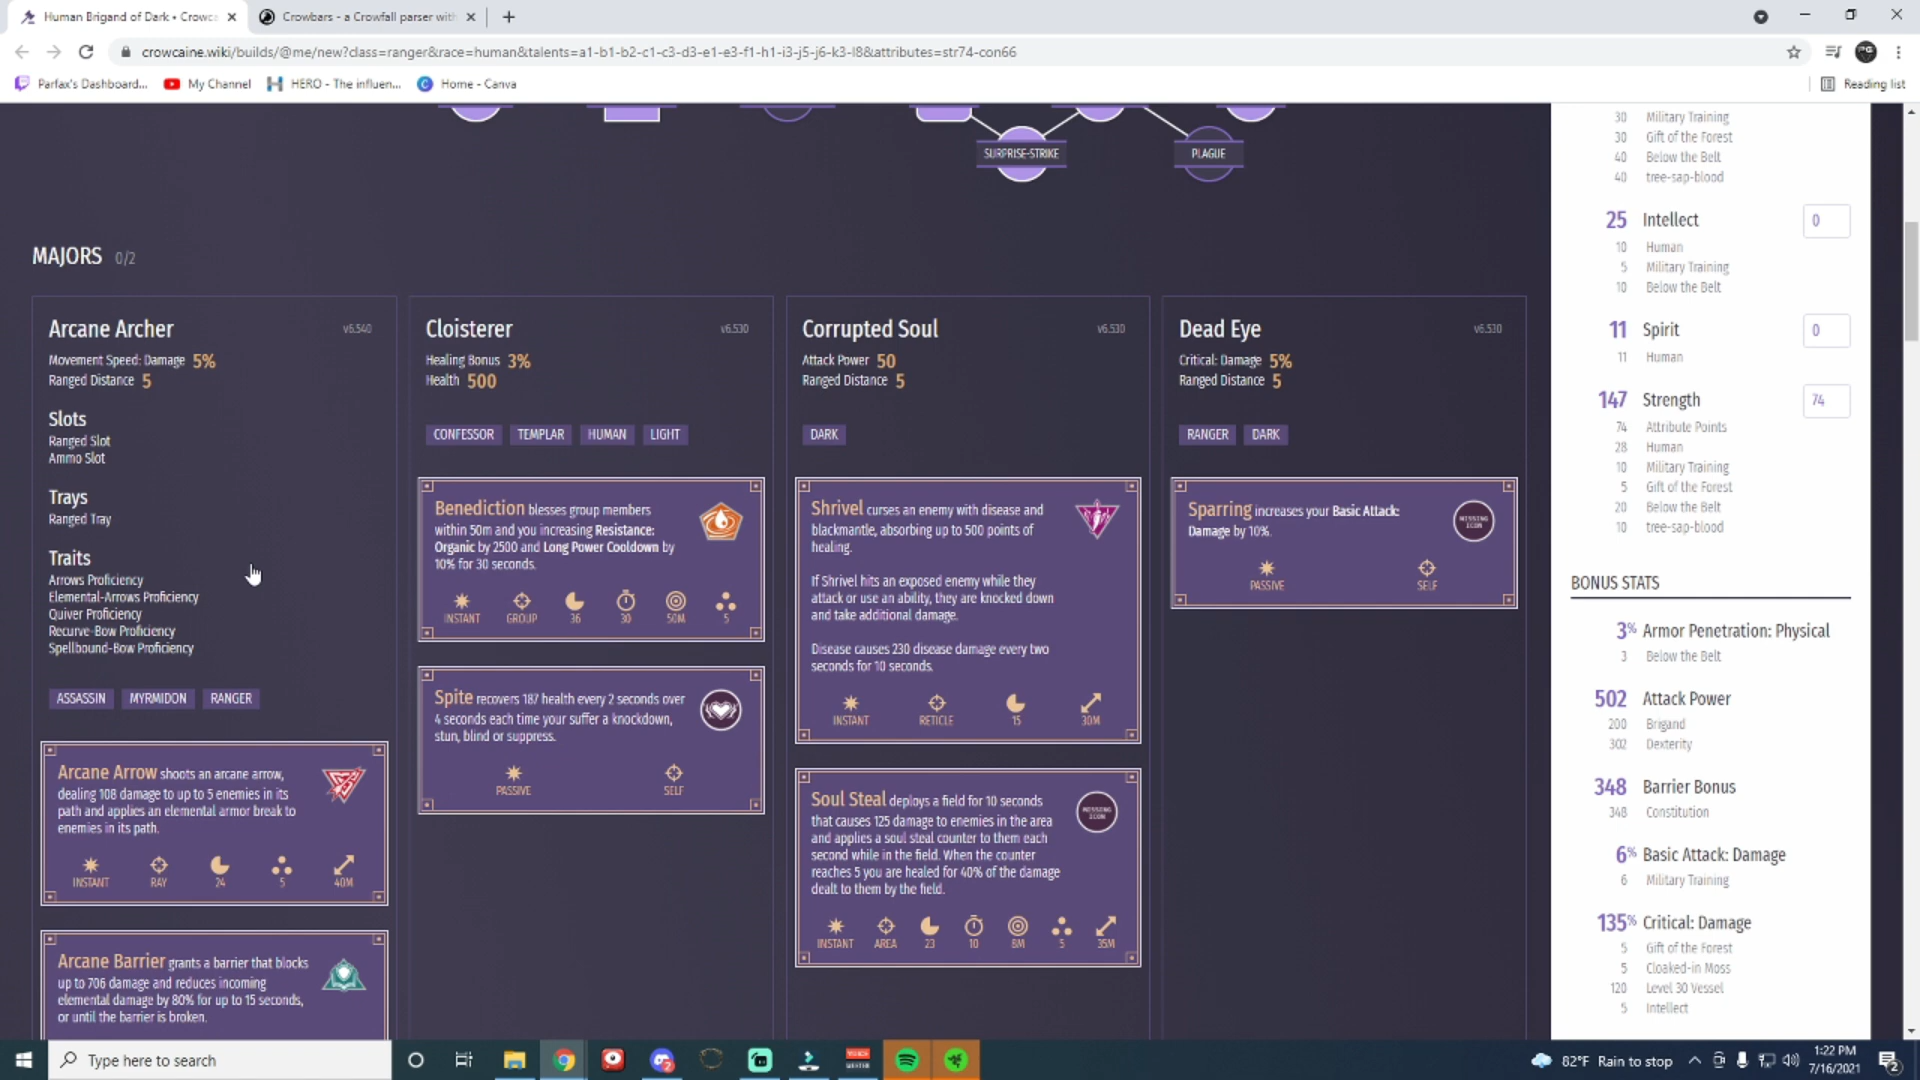 Human Brigand of Dark • Crowca
Crowbars - a Crowfall parser with
crowcaine.wiki/builds/@me/new?class=ranger&race=human&talents=a1-b1-b2-c1-c3-d3-e1-e3-f1-h1-i3-j5-j6-k3-l8&attributes=str74-con66
Parfax's Dashboard...
My Channel
HERO - The influen...
Home - Canva
Reading list
SURPRISE-STRIKE
PLAGUE
MAJORS 0/2
Arcane Archer v6.540
Movement Speed: Damage 5%
Ranged Distance 5
Slots
Ranged Slot
Ammo Slot
Trays
Ranged Tray
Traits
Arrows Proficiency
Elemental-Arrows Proficiency
Quiver Proficiency
Recurve-Bow Proficiency
Spellbound-Bow Proficiency
ASSASSIN MYRMIDON RANGER
Arcane Arrow shoots an arcane arrow,
dealing 108 damage to up to 5 enemies in its
path and applies an elemental armor break to
enemies in its path.
INSTANT RAY 24 5 40M
Arcane Barrier grants a barrier that blocks
up to 706 damage and reduces incoming
elemental damage by 80% for up to 15 seconds,
or until the barrier is broken.
Cloisterer v6.530
Healing Bonus 3%
Health 500
CONFESSOR TEMPLAR HUMAN LIGHT
Benediction blesses group members
within 50m and you increasing Resistance:
Organic by 2500 and Long Power Cooldown by
10% for 30 seconds.
INSTANT GROUP 36 30 50M 5
Spite recovers 187 health every 2 seconds over
4 seconds each time your suffer a knockdown,
stun, blind or suppress.
PASSIVE SELF
Corrupted Soul v6.530
Attack Power 50
Ranged Distance 5
DARK
Shrivel curses an enemy with disease and
blackmantle, absorbing up to 500 points of
healing.
If Shrivel hits an exposed enemy while they
attack or use an ability, they are knocked down
and take additional damage.
Disease causes 230 disease damage every two
seconds for 10 seconds.
INSTANT RETICLE 15 30M
Soul Steal deploys a field for 10 seconds
that causes 125 damage to enemies in the area
and applies a soul steal counter to them each
second while in the field. When the counter
reaches 5 you are healed for 40% of the damage
dealt to them by the field.
MISSING
ICON
INSTANT AREA 23 10 8M 5 35M
Dead Eye v6.530
Critical: Damage 5%
Ranged Distance 5
RANGER DARK
Sparring increases your Basic Attack:
Damage by 10%.
MISSING
ICON
PASSIVE SELF
30 Military Training
30 Gift of the Forest
40 Below the Belt
40 tree-sap-blood
25 Intellect 0
10 Human
5 Military Training
10 Below the Belt
11 Spirit 0
11 Human
147 Strength 74
74 Attribute Points
28 Human
10 Military Training
5 Gift of the Forest
20 Below the Belt
10 tree-sap-blood
BONUS STATS
3% Armor Penetration: Physical
3 Below the Belt
502 Attack Power
200 Brigand
302 Dexterity
348 Barrier Bonus
348 Constitution
6% Basic Attack: Damage
6 Military Training
135% Critical: Damage
5 Gift of the Forest
5 Cloaked-in Moss
120 Level 30 Vessel
5 Intellect
Type here to search
82°F Rain to stop
1:22 PM
7/16/2021
2